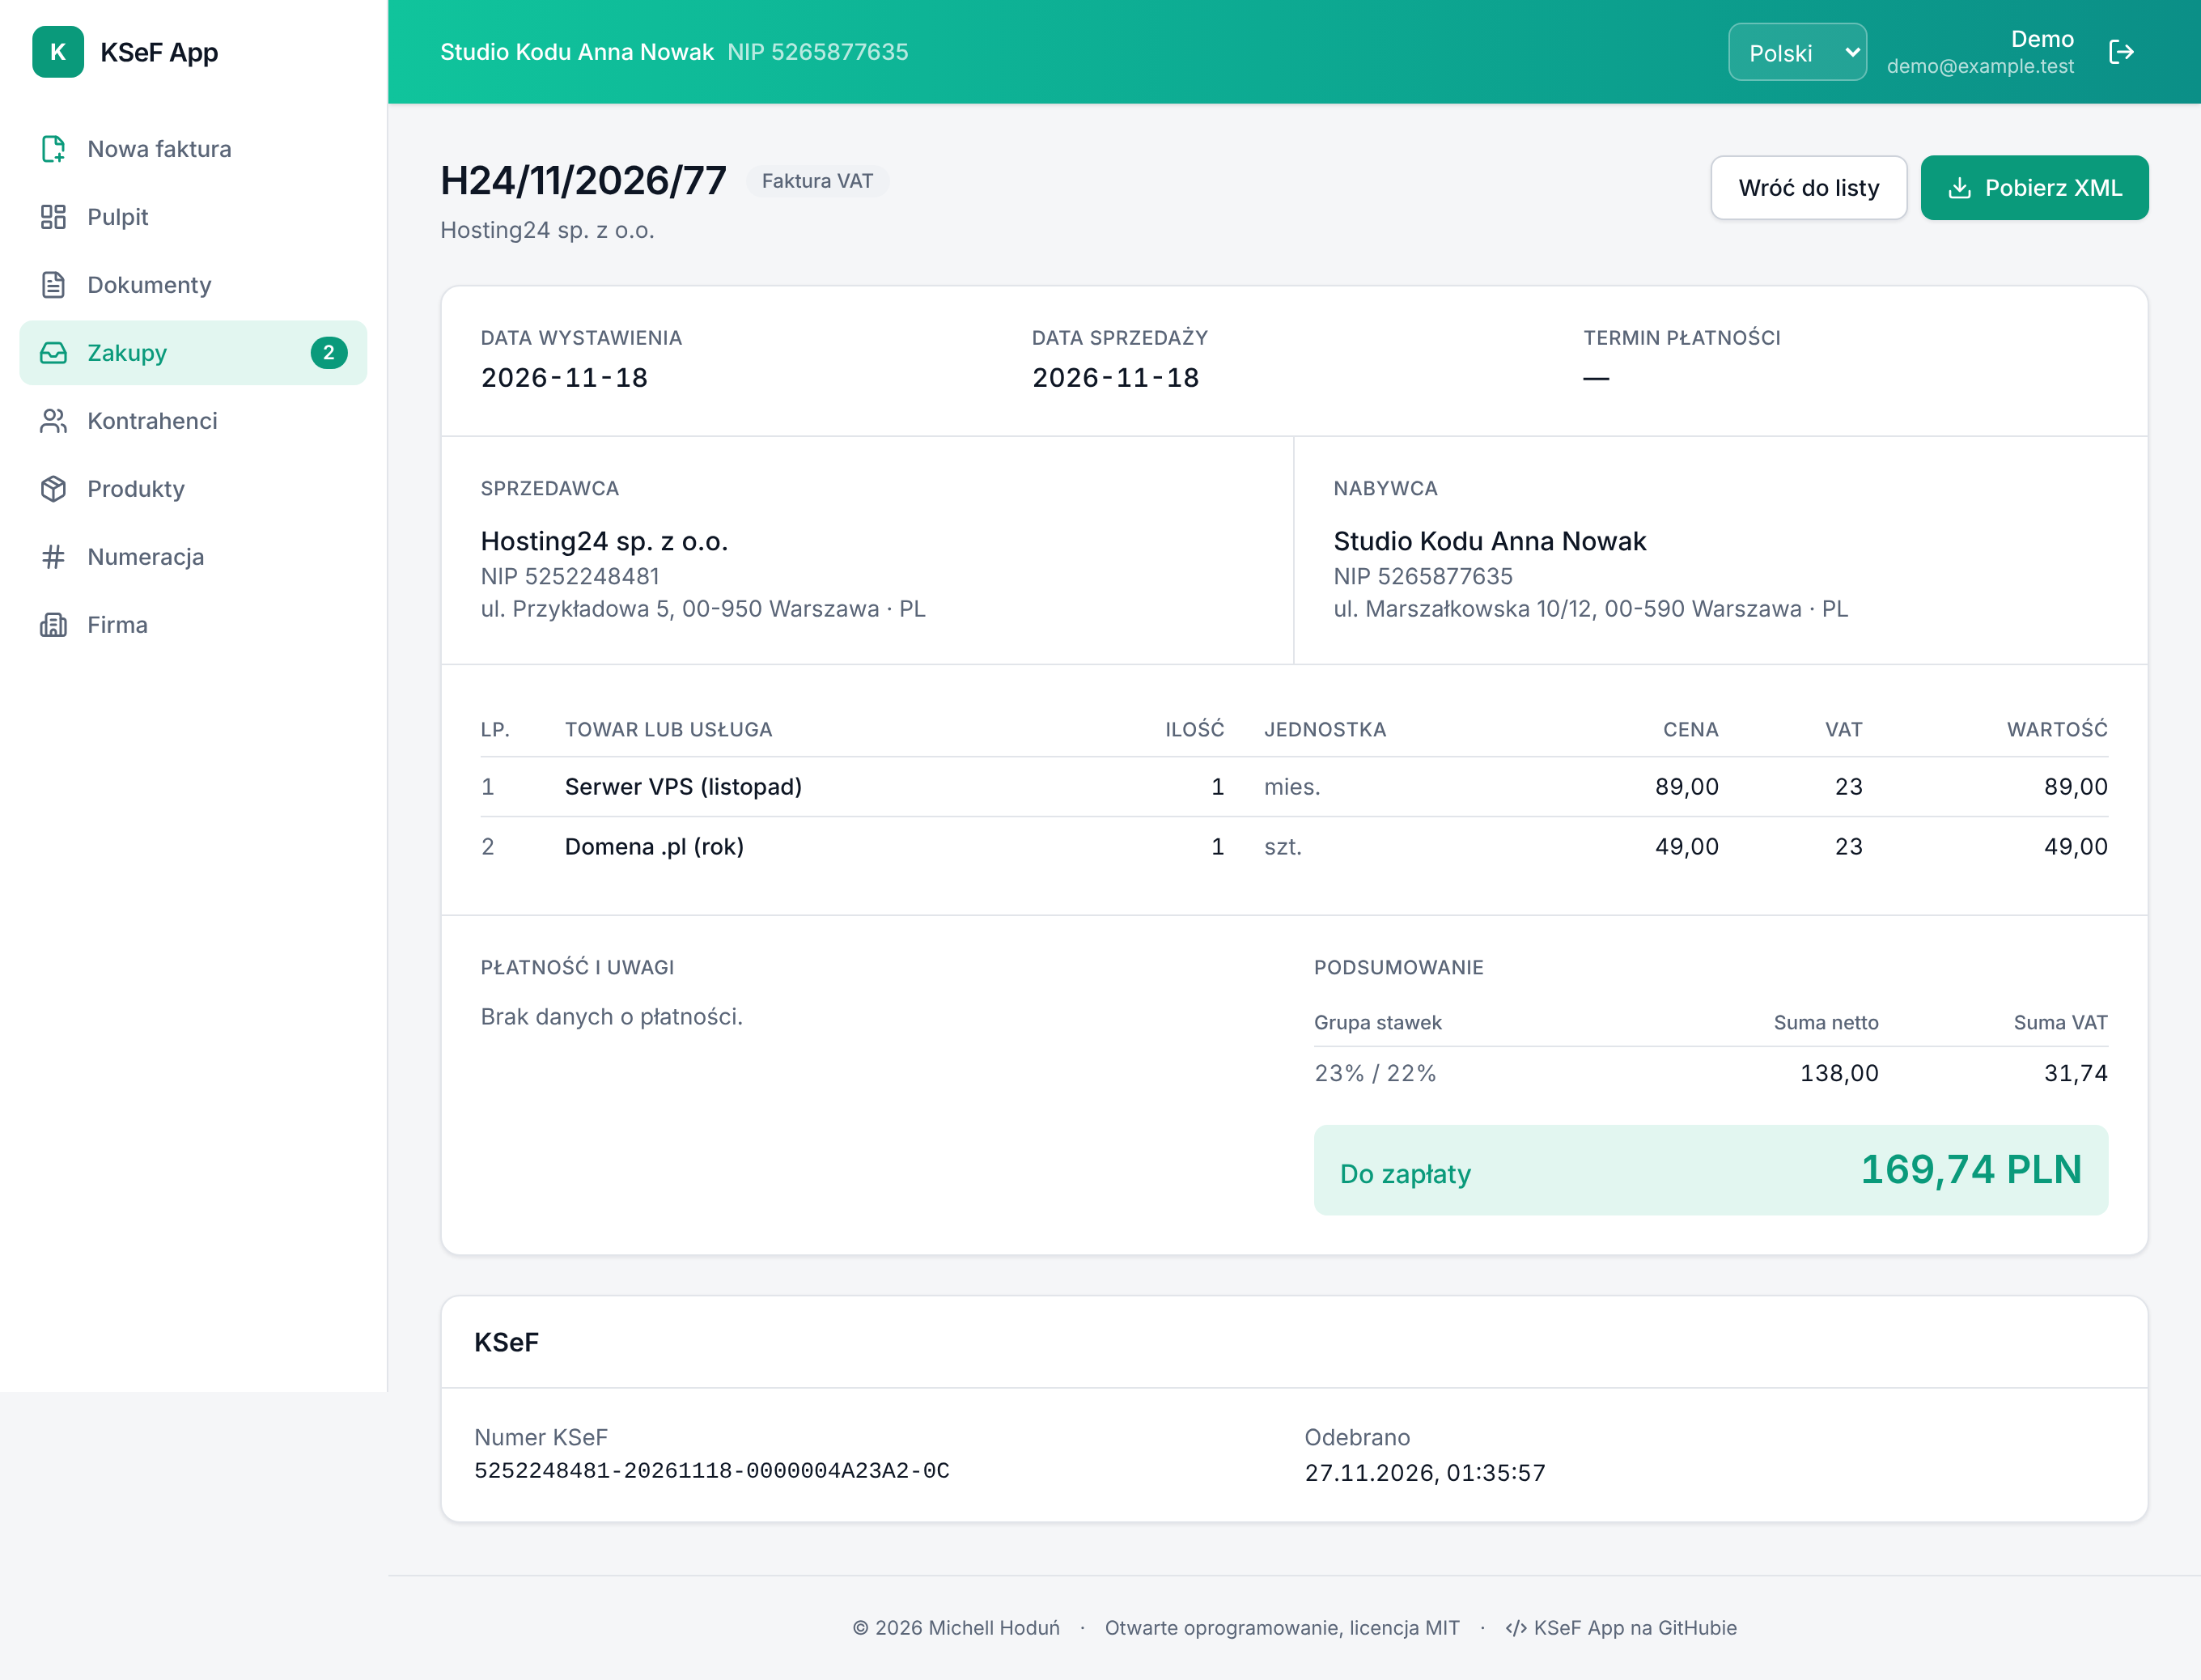 K KSeF App
Studio Kodu Anna Nowak NIP 5265877635
Polski
Demo
demo@example.test
Nowa faktura
Pulpit
Dokumenty
Zakupy 2
Kontrahenci
Produkty
Numeracja
Firma
H24/11/2026/77 Faktura VAT
Hosting24 sp. z o.o.
Wróć do listy
Pobierz XML
DATA WYSTAWIENIA DATA SPRZEDAŻY TERMIN PŁATNOŚCI
2026-11-18 2026-11-18 —
SPRZEDAWCA
Hosting24 sp. z o.o.
NIP 5252248481
ul. Przykładowa 5, 00-950 Warszawa · PL
NABYWCA
Studio Kodu Anna Nowak
NIP 5265877635
ul. Marszałkowska 10/12, 00-590 Warszawa · PL
LP. TOWAR LUB USŁUGA ILOŚĆ JEDNOSTKA CENA VAT WARTOŚĆ
1 Serwer VPS (listopad) 1 mies. 89,00 23 89,00
2 Domena .pl (rok) 1 szt. 49,00 23 49,00
PŁATNOŚĆ I UWAGI
Brak danych o płatności.
PODSUMOWANIE
Grupa stawek Suma netto Suma VAT
23% / 22% 138,00 31,74
Do zapłaty 169,74 PLN
KSeF
Numer KSeF
5252248481-20261118-0000004A23A2-0C
Odebrano
27.11.2026, 01:35:57
© 2026 Michell Hoduń · Otwarte oprogramowanie, licencja MIT · KSeF App na GitHubie